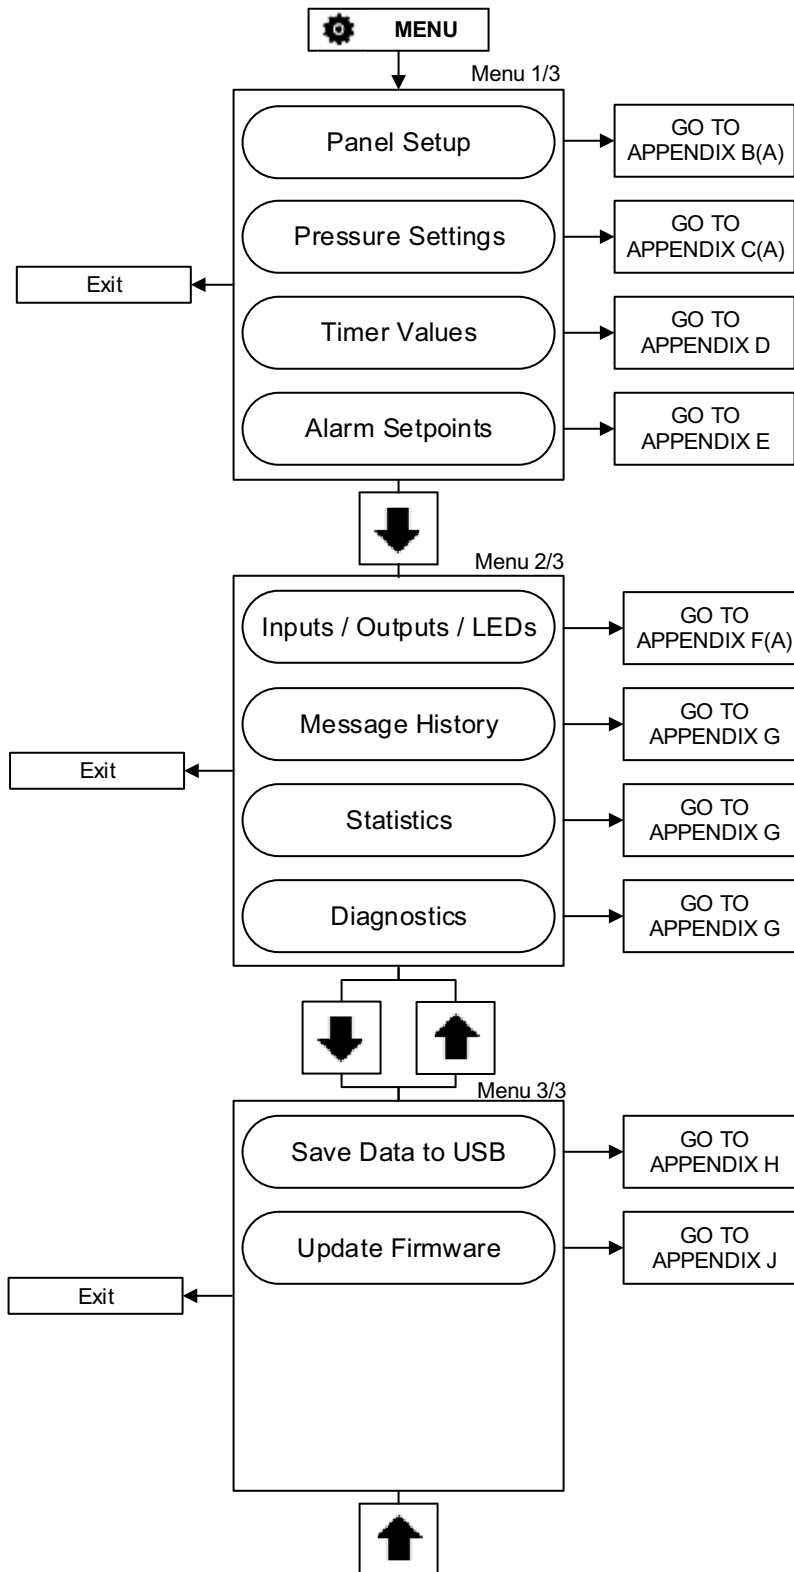 MENU
Menu 1/3
Panel Setup
GO TO
APPENDIX B(A)
Pressure Settings
GO TO
APPENDIX C(A)
Exit
Timer Values
GO TO
APPENDIX D
Alarm Setpoints
GO TO
APPENDIX E
Menu 2/3
Inputs / Outputs / LEDs
GO TO
APPENDIX F(A)
Message History
GO TO
APPENDIX G
Exit
Statistics
GO TO
APPENDIX G
Diagnostics
GO TO
APPENDIX G
Menu 3/3
Save Data to USB
GO TO
APPENDIX H
Update Firmware
GO TO
APPENDIX J
Exit